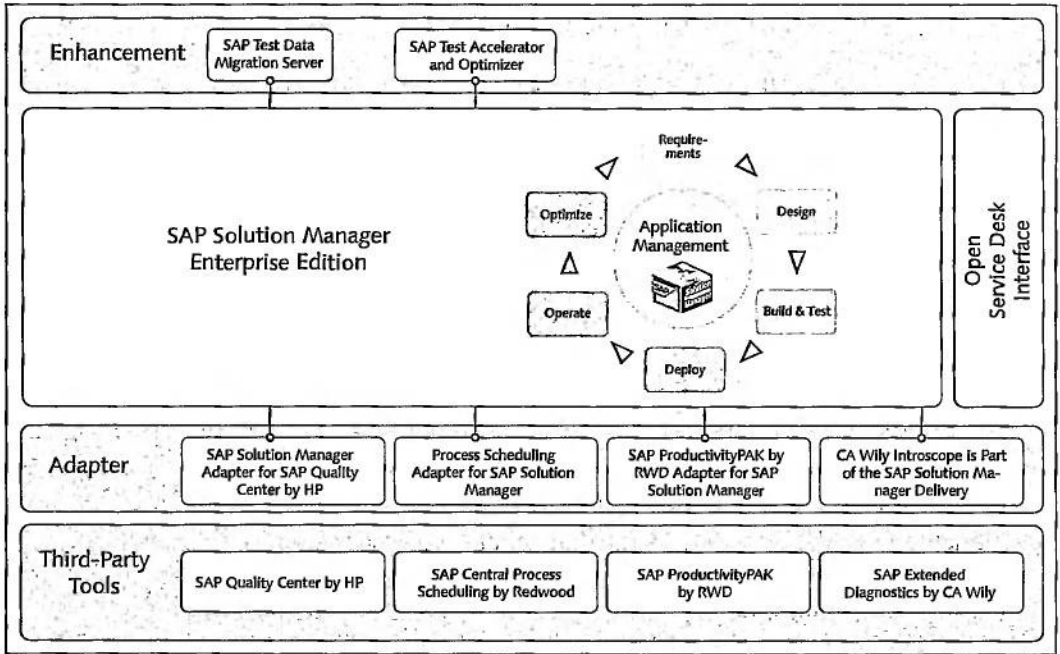 Enhancement
SAP Test Data
Migration Server
SAP Test Accelerator
and Optimizer
SAP Solution Manager
Enterprise Edition
Require-
ments
Optimize
Design
Application
Management
SAP
Operate
Build & Test
Deploy
Open
Service Desk
Interface
Adapter
SAP Solution Manager
Adapter for SAP Quality
Center by HP
Process Scheduling
Adapter for SAP Solution
Manager
SAP ProductivityPAK by
RWD Adapter for SAP
Solution Manager
CA Wily Introscope is Part
of the SAP Solution Ma-
nager Delivery
Third-Party
Tools
SAP Quality Center by HP
SAP Central Process
Scheduling by Redwood
SAP ProductivityPAK
by RWD
SAP Extended
Diagnostics by CA Wily